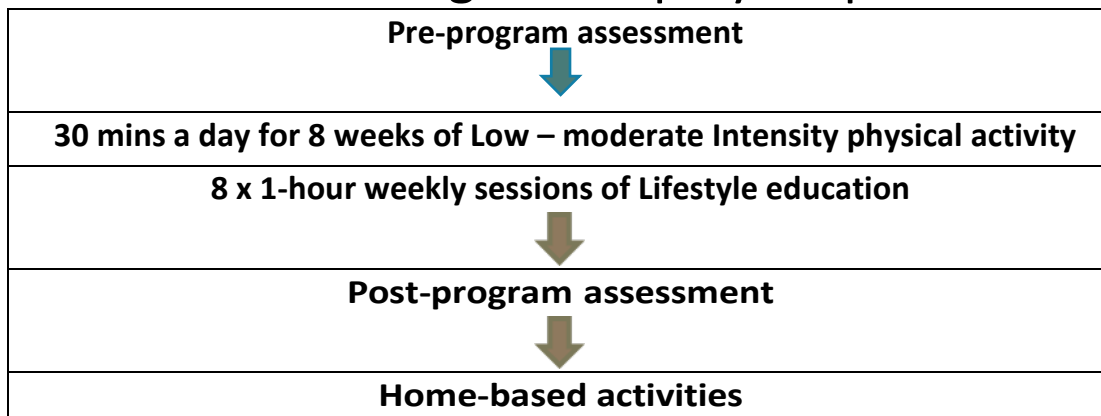 Pre-program assessment
30 mins a day for 8 weeks of Low – moderate Intensity physical activity
8 x 1-hour weekly sessions of Lifestyle education
Post-program assessment
Home-based activities